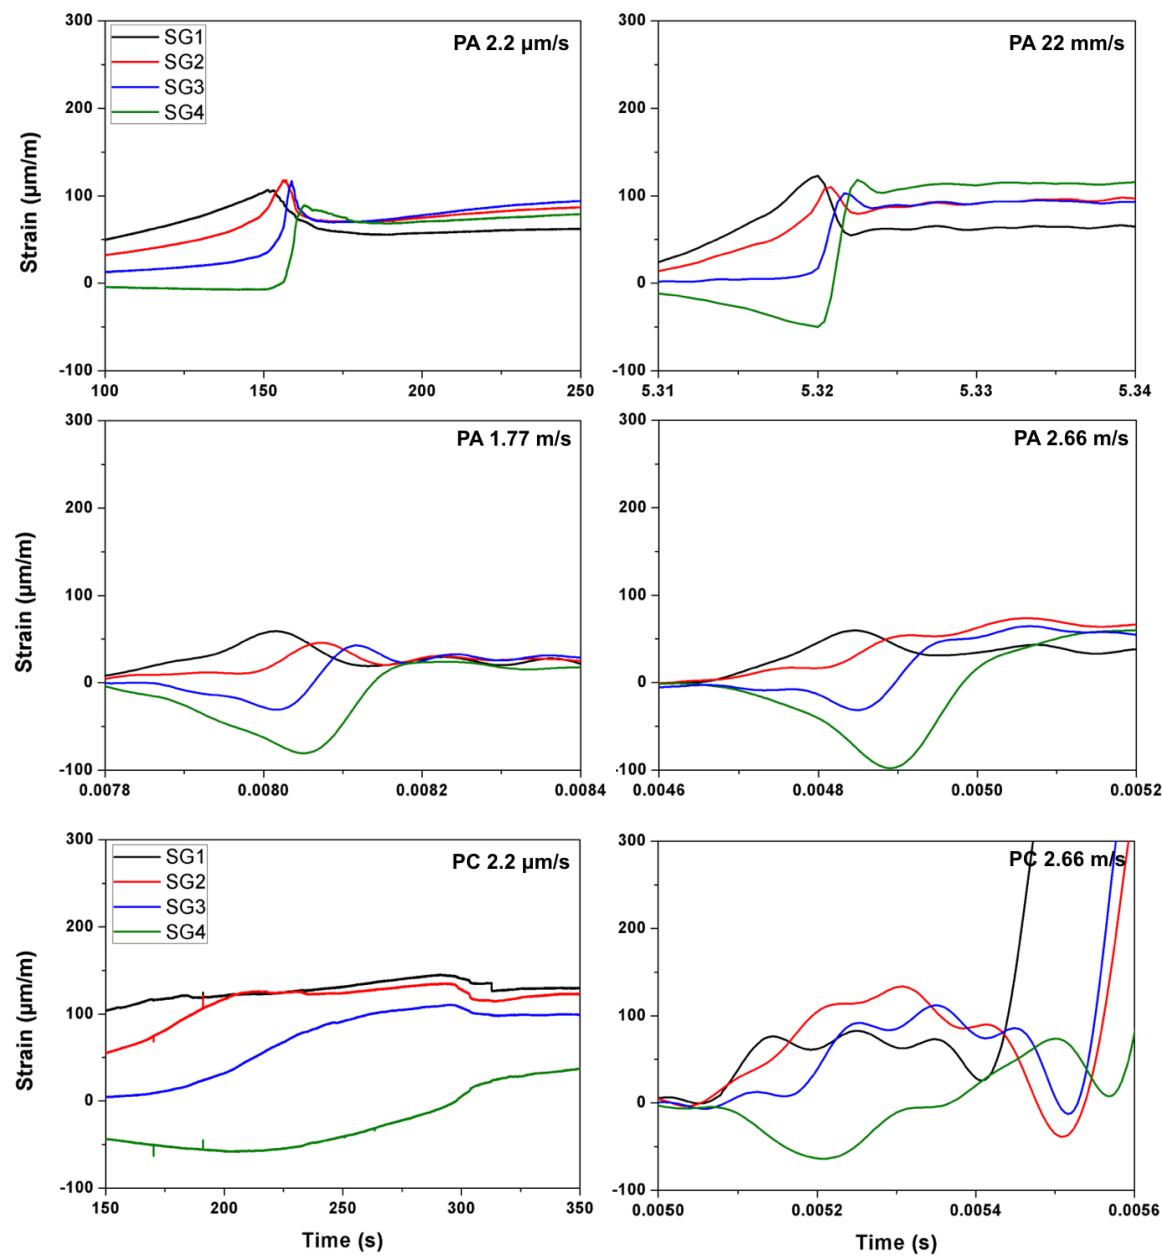 300
200
100
0
-100
Strain (µm/m)
SG1
SG2
SG3
SG4
PA 2.2 µm/s
100
150
200
250
300
200
100
0
-100
PA 22 mm/s
5.31
5.32
5.33
5.34
300
200
100
0
-100
Strain (µm/m)
PA 1.77 m/s
0.0078
0.0080
0.0082
0.0084
300
200
100
0
-100
PA 2.66 m/s
0.0046
0.0048
0.0050
0.0052
300
200
100
0
-100
Strain (µm/m)
SG1
SG2
SG3
SG4
PC 2.2 µm/s
150
200
250
300
350
Time (s)
300
200
100
0
-100
PC 2.66 m/s
0.0050
0.0052
0.0054
0.0056
Time (s)